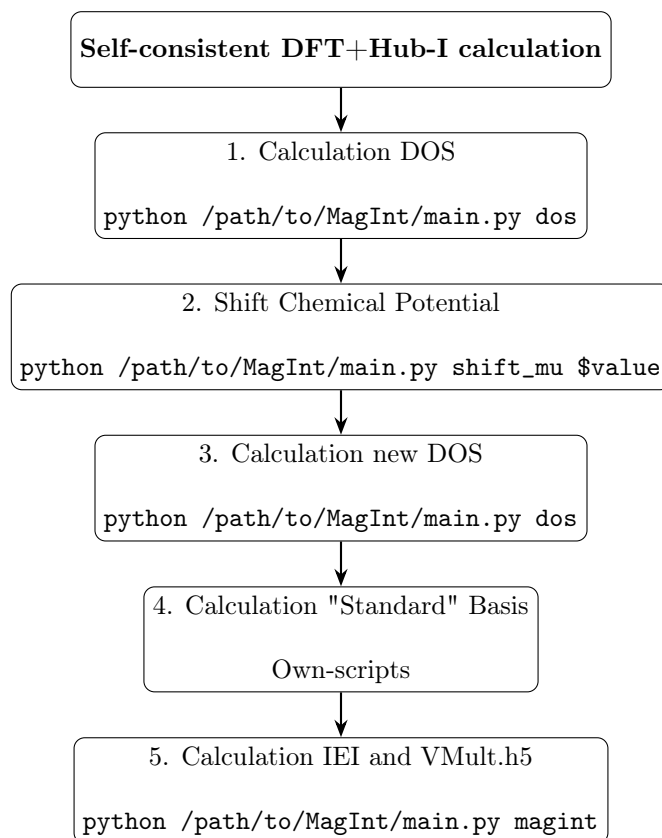 Self-consistent DFT+Hub-I calculation
1. Calculation DOS
python /path/to/MagInt/main.py dos
2. Shift Chemical Potential
python /path/to/MagInt/main.py shift_mu $value
3. Calculation new DOS
python /path/to/MagInt/main.py dos
4. Calculation "Standard" Basis
Own-scripts
5. Calculation IEI and VMult.h5
python /path/to/MagInt/main.py magint